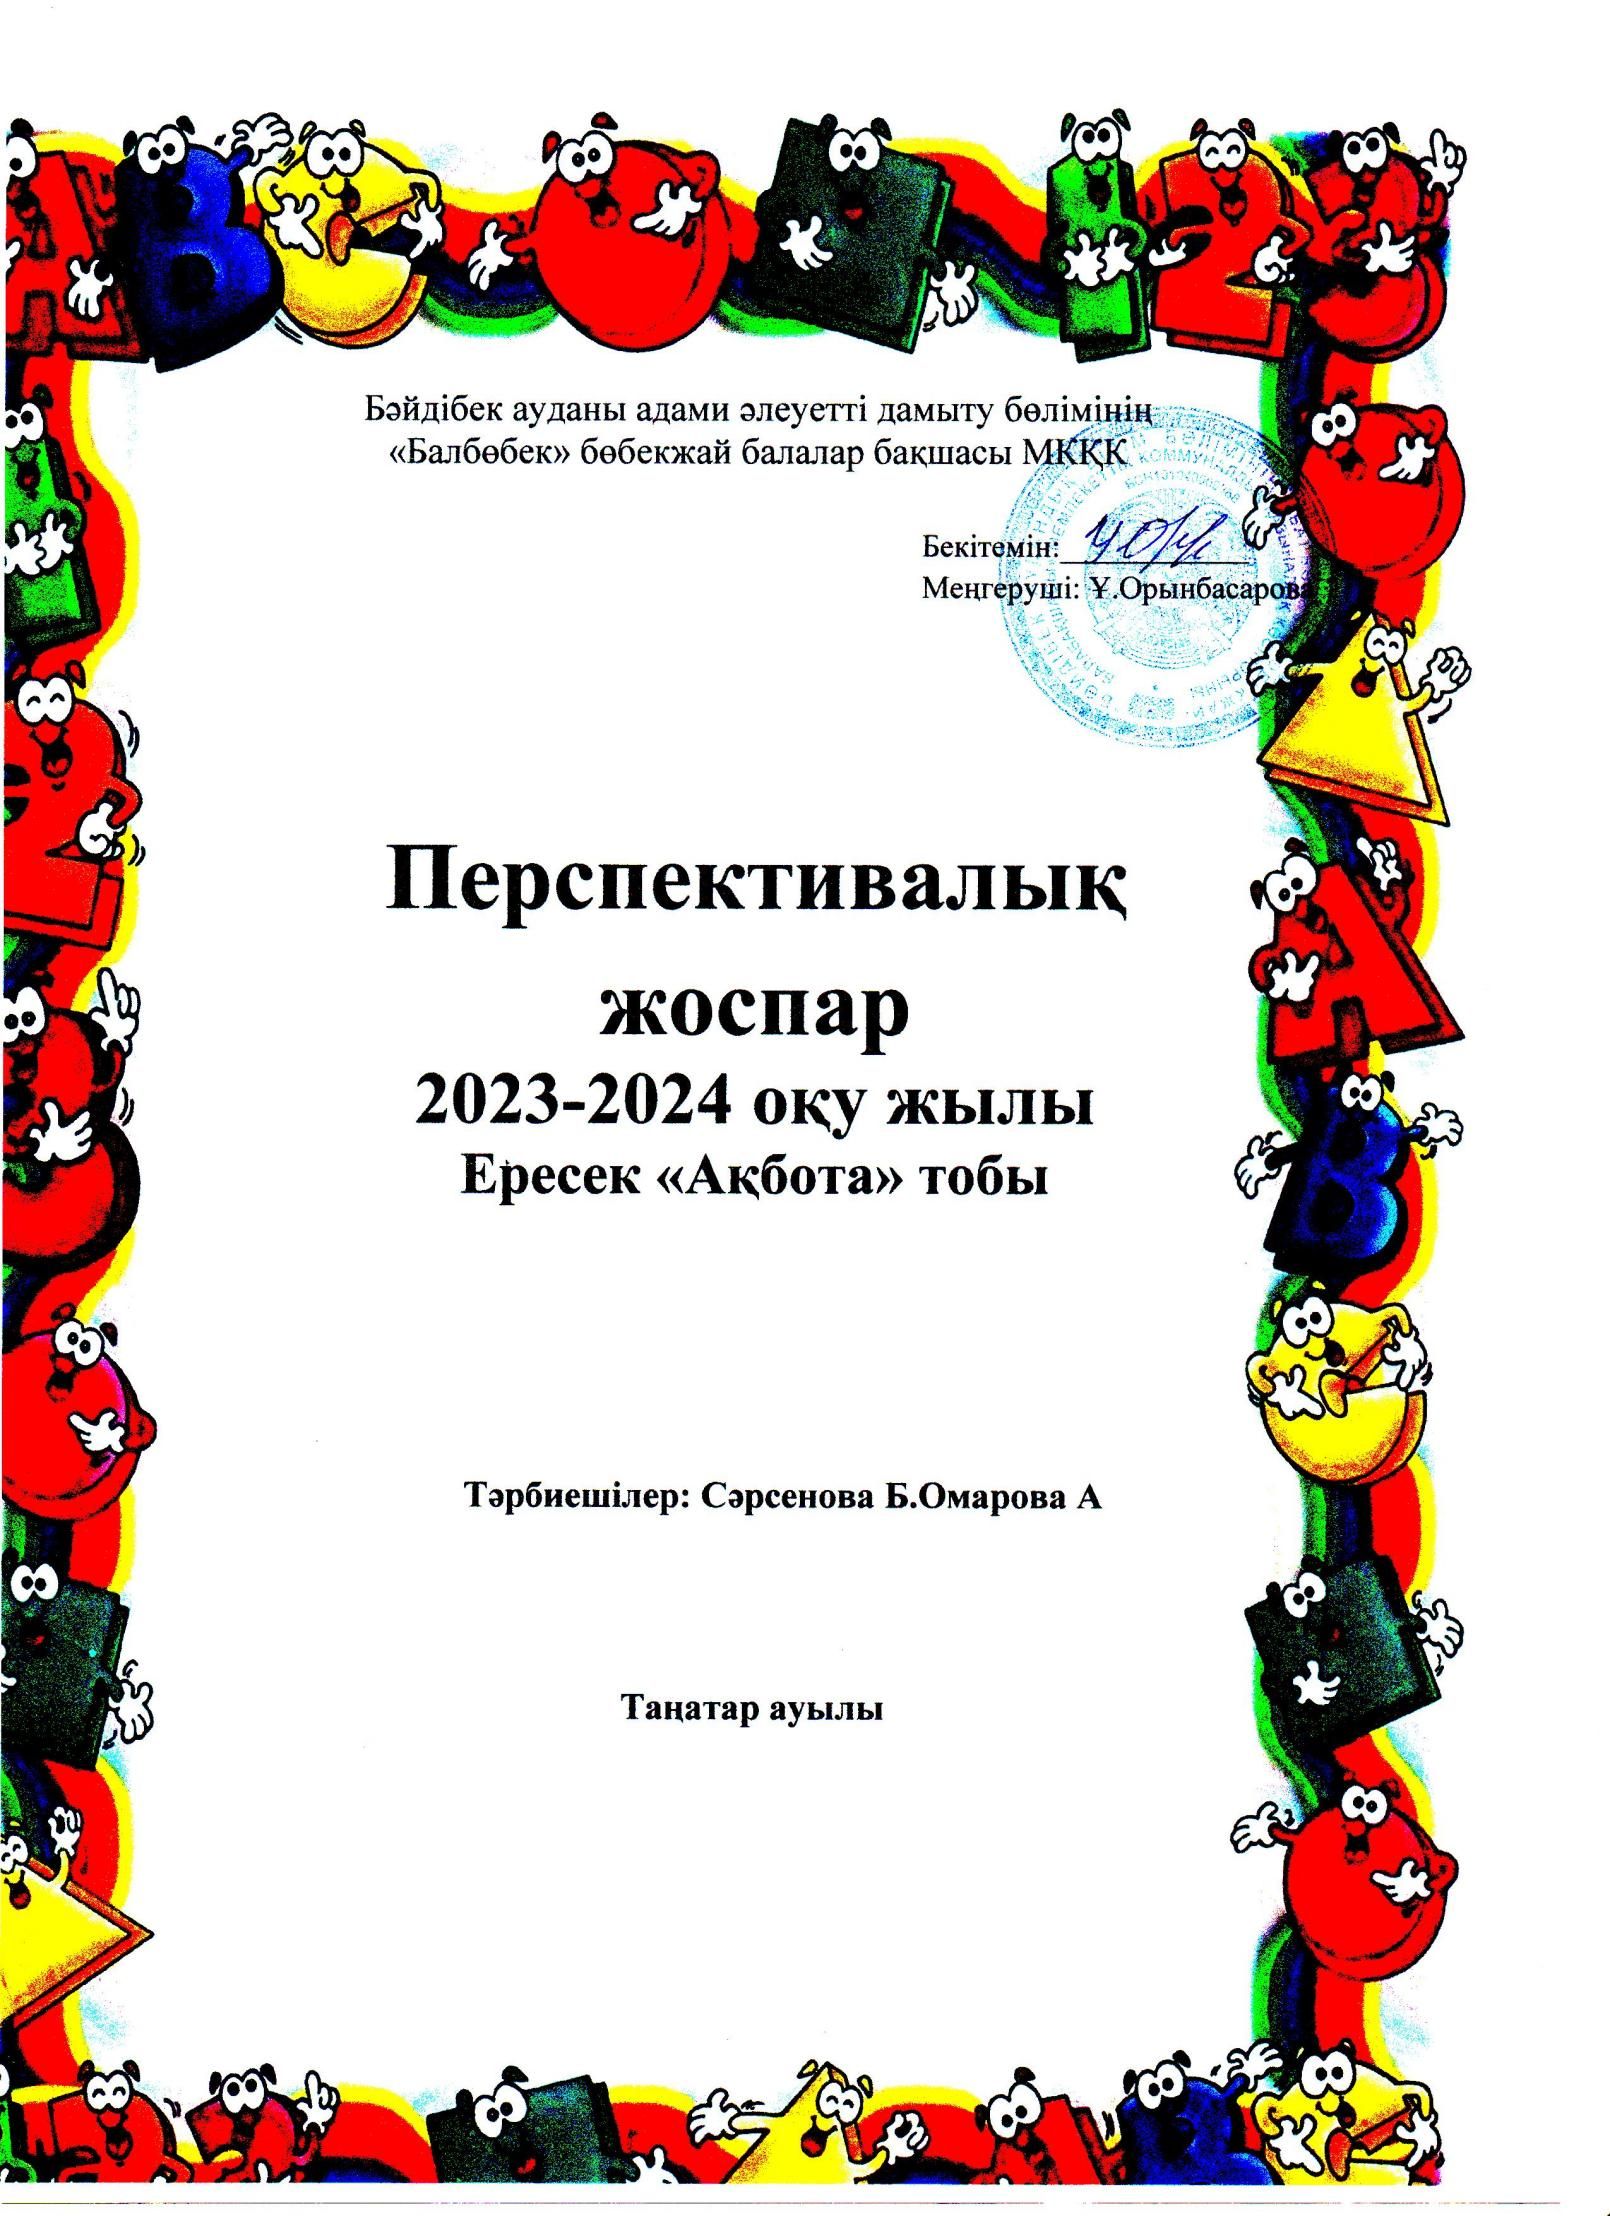 Бәйдібек ауданы адами әлеуетті дамыту бөлімінің
«Балбөбек» бөбекжай балалар бақшасы МКҚК
Бекітемін:
Меңгеруші: Ұ.Орынбасарова
Перспективалық
жоспар
2023-2024 оқу жылы
Ересек «Ақбота» тобы
Тәрбиешілер: Сәрсенова Б.Омарова А
Таңатар ауылы